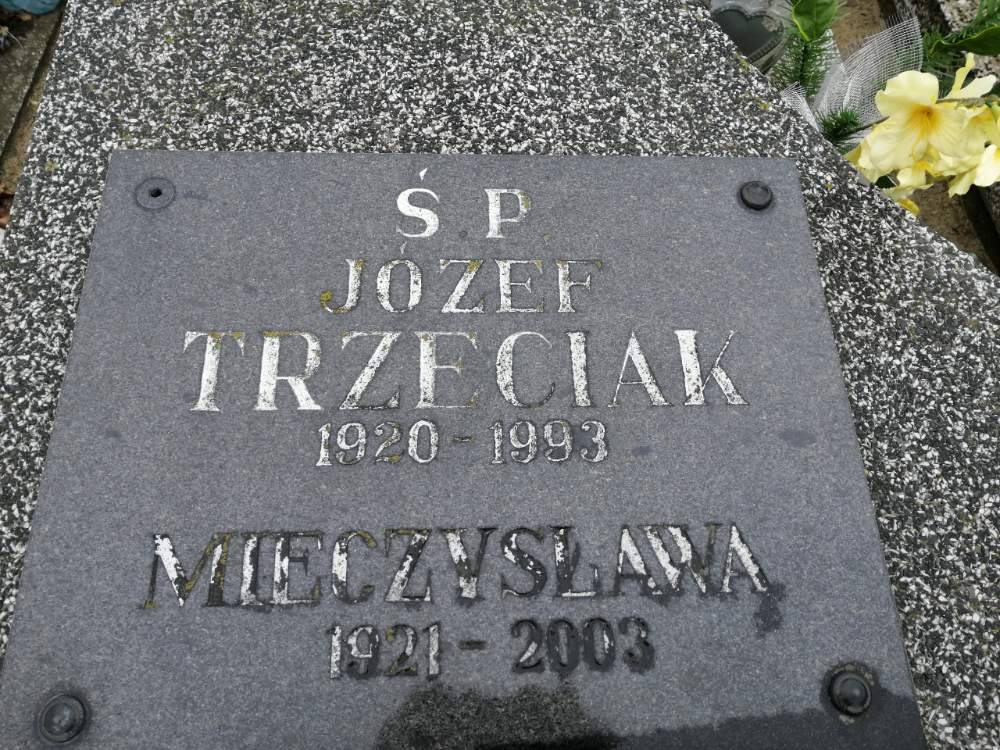 Ś P
JÓZEF
TRZECIAK
1920 - 1993
MIECZYSŁAWA
1921 - 2003